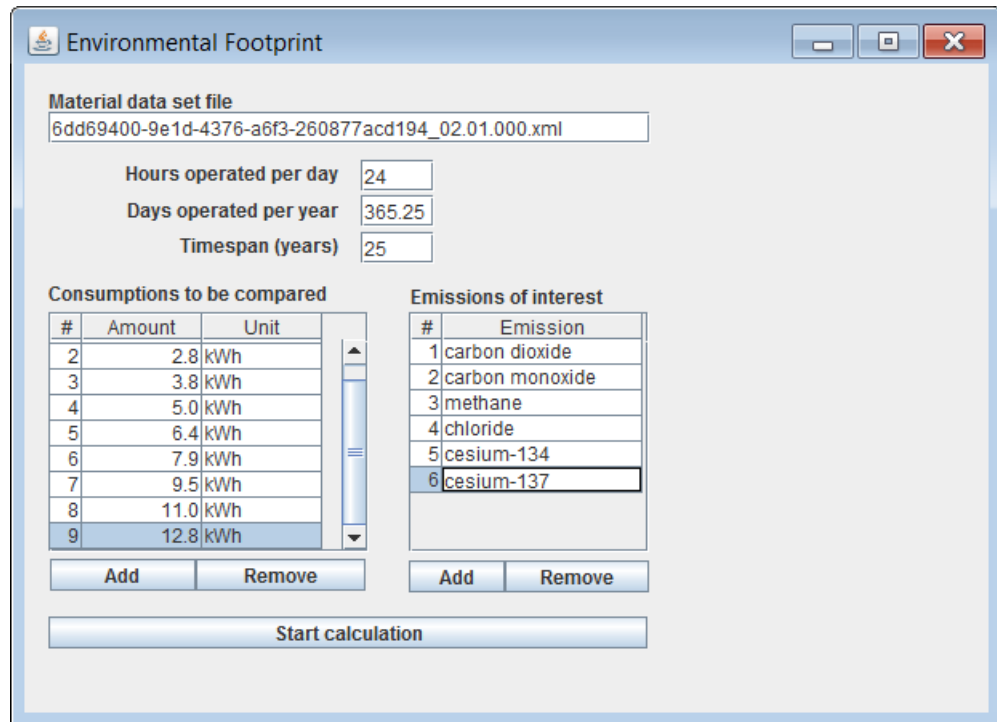 Environmental Footprint
Material data set file
6dd69400-9e1d-4376-a6f3-260877acd194_02.01.000.xml
Hours operated per day 24
Days operated per year 365.25
Timespan (years) 25
Consumptions to be compared
# Amount Unit
2 2.8 kWh
3 3.8 kWh
4 5.0 kWh
5 6.4 kWh
6 7.9 kWh
7 9.5 kWh
8 11.0 kWh
9 12.8 kWh
Add Remove
Emissions of interest
# Emission
1 carbon dioxide
2 carbon monoxide
3 methane
4 chloride
5 cesium-134
6 cesium-137
Add Remove
Start calculation